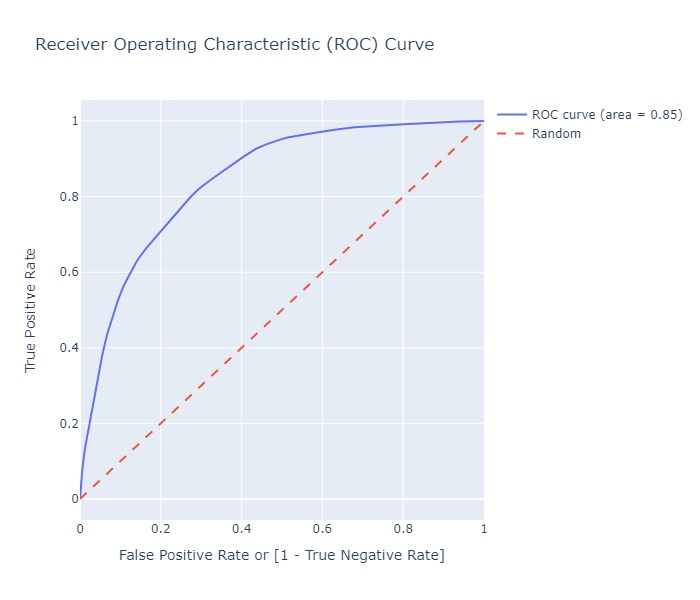 Receiver Operating Characteristic (ROC) Curve
ROC curve (area = 0.85)
Random
True Positive Rate
1
0.8
0.6
0.4
0.2
0
0 0.2 0.4 0.6 0.8 1
False Positive Rate or [1 - True Negative Rate]